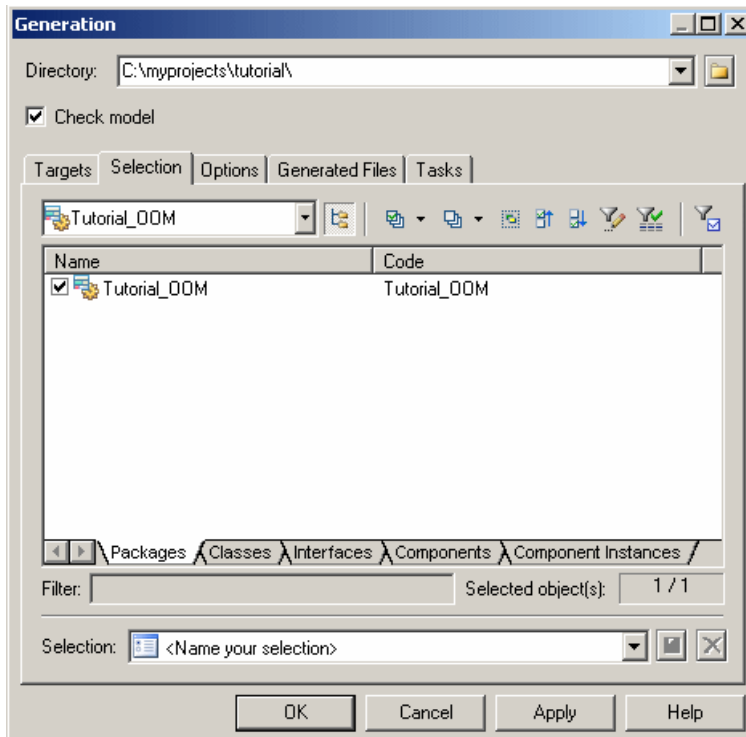 Generation
Directory: C:\myprojects\tutorial\
Check model
Targets Selection Options Generated Files Tasks
Tutorial_OOM
Name Code
Tutorial_OOM Tutorial_OOM
Packages Classes Interfaces Components Component Instances
Filter: Selected object(s): 1 / 1
Selection: <Name your selection>
OK Cancel Apply Help